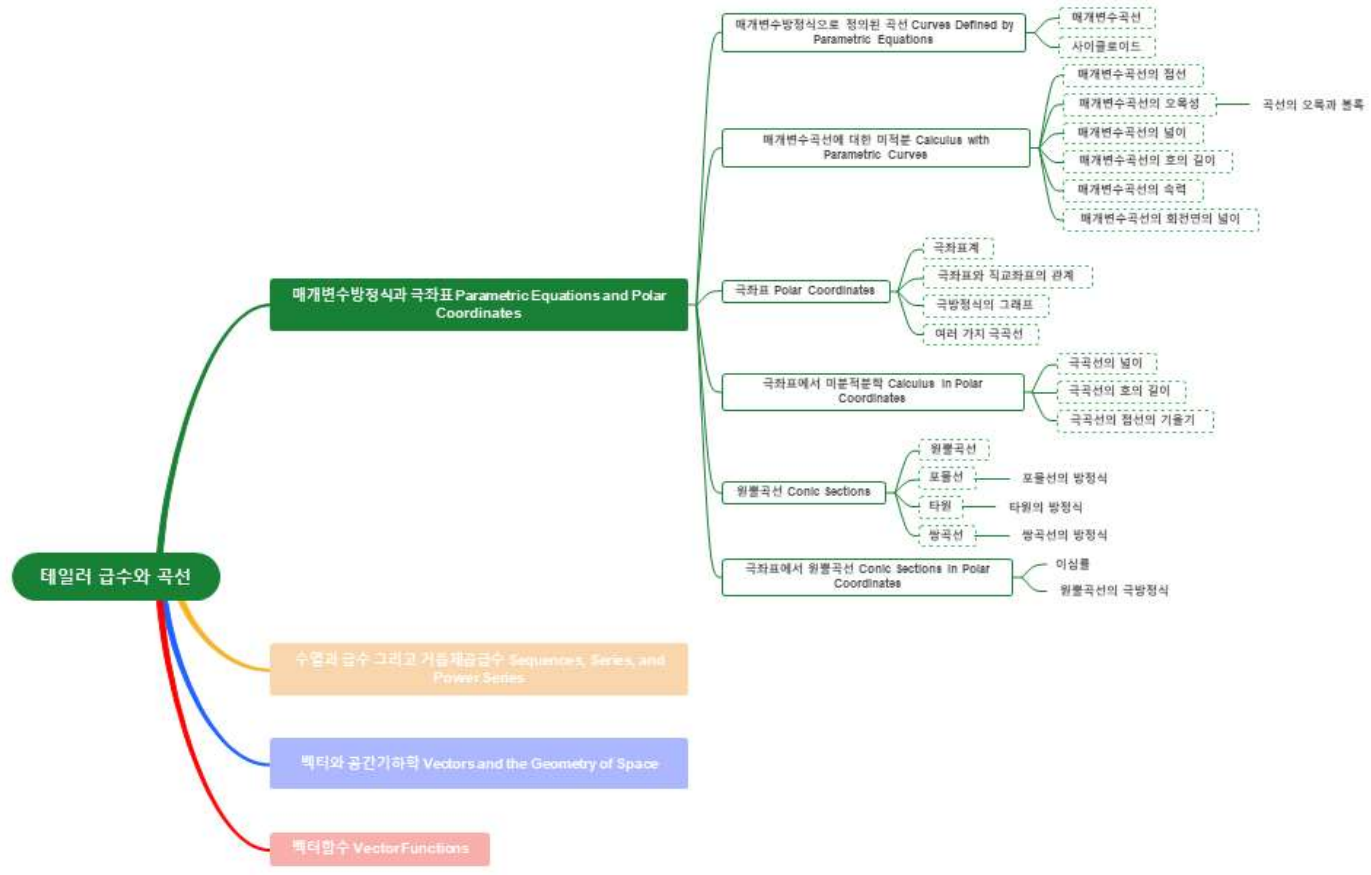 매개변수방정식으로 정의된 곡선 Curves Defined by
Parametric Equations
매개변수곡선
사이클로이드
매개변수곡선에 대한 미적분 Calculus with
Parametric Curves
매개변수곡선의 접선
매개변수곡선의 오목성
곡선의 오목과 볼록
매개변수곡선의 넓이
매개변수곡선의 호의 길이
매개변수곡선의 속력
매개변수곡선의 회전면의 넓이
매개변수방정식과 극좌표 Parametric Equations and Polar
Coordinates
극좌표 Polar Coordinates
극좌표계
극좌표와 직교좌표의 관계
극방정식의 그래프
여러 가지 극곡선
극좌표에서 미분적분학 Calculus in Polar
Coordinates
극곡선의 넓이
극곡선의 호의 길이
극곡선의 접선의 기울기
원뿔곡선 Conic Sections
원뿔곡선
포물선
포물선의 방정식
타원
타원의 방정식
쌍곡선
쌍곡선의 방정식
극좌표에서 원뿔곡선 Conic Sections in Polar
Coordinates
이심률
원뿔곡선의 극방정식
테일러 급수와 곡선
수열과 급수 그리고 거듭제곱급수 Sequences, Series, and
Power Series
벡터와 공간기하학 Vectors and the Geometry of Space
벡터함수 Vector Functions